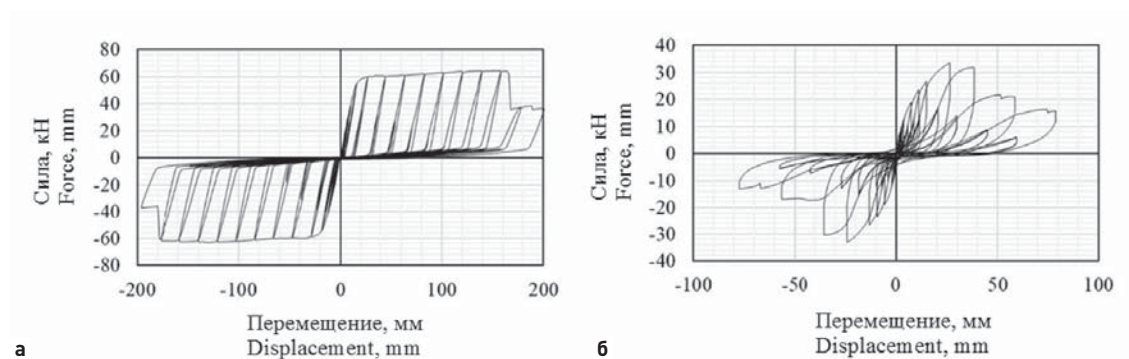 80
60
40
20
0
-20
-40
-60
-80
-200
-100
0
100
200
Сила, кН
Force, mm
Перемещение, мм
Displacement, mm
а
40
30
20
10
0
-10
-20
-30
-40
-100
-50
0
50
100
Сила, кН
Force, mm
Перемещение, мм
Displacement, mm
б